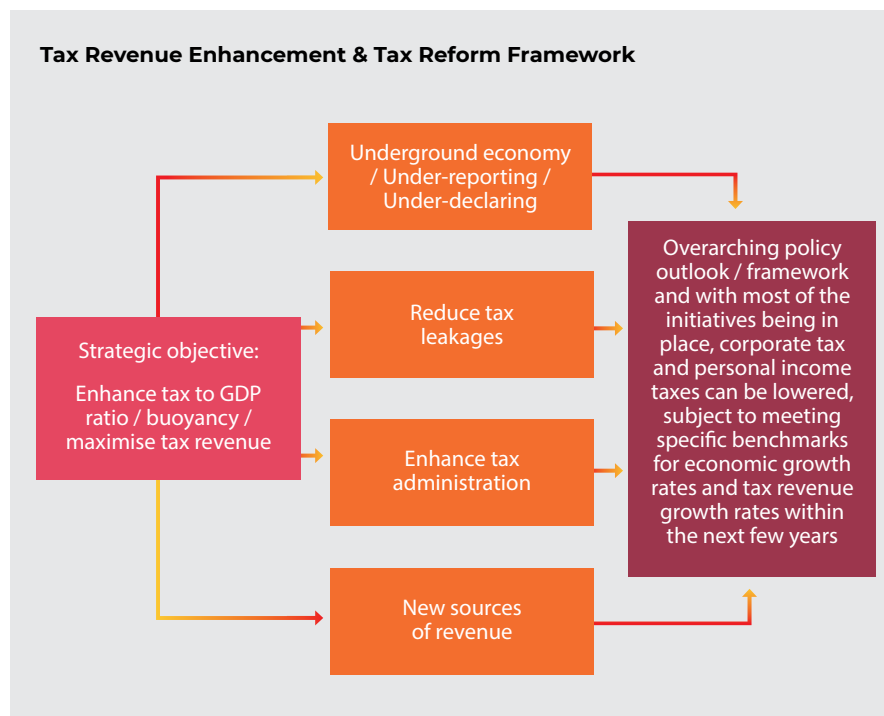 Tax Revenue Enhancement & Tax Reform Framework
Underground economy
/ Under-reporting /
Under-declaring
Reduce tax
leakages
Strategic objective:
Enhance tax to GDP
ratio / buoyancy /
maximise tax revenue
Enhance tax
administration
New sources
of revenue
Overarching policy
outlook / framework
and with most of the
initiatives being in
place, corporate tax
and personal income
taxes can be lowered,
subject to meeting
specific benchmarks
for economic growth
rates and tax revenue
growth rates within
the next few years